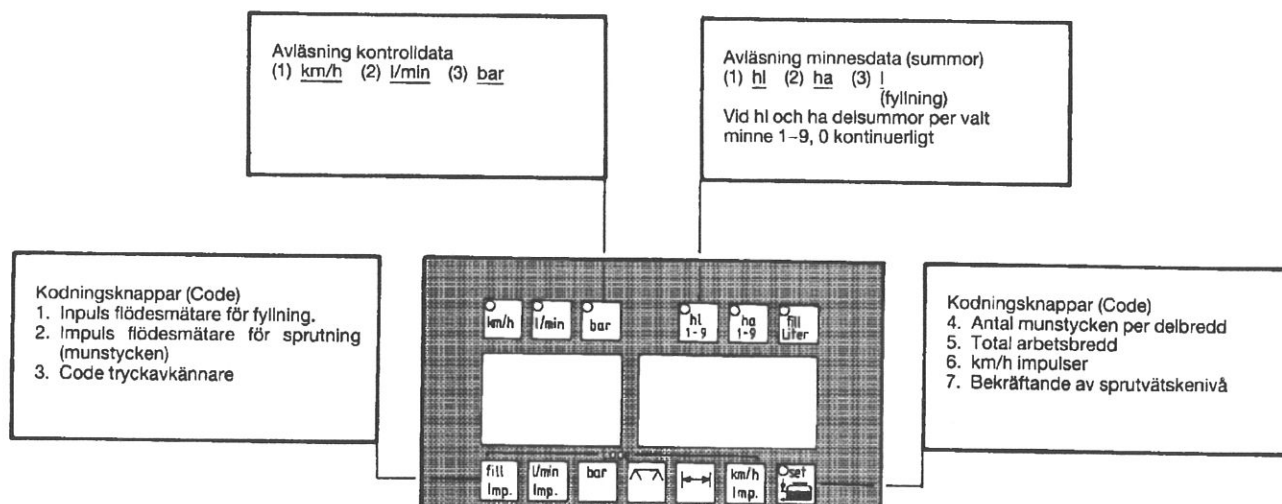 Avläsning kontrolldata
(1) km/h (2) l/min (3) bar
Avläsning minnesdata (summor)
(1) hl (2) ha (3) l
(fyllning)
Vid hl och ha delsummor per valt
minne 1–9, 0 kontinuerligt
Kodningsknappar (Code)
1. Inpuls flödesmätare för fyllning.
2. Impuls flödesmätare för sprutning
(munstycken)
3. Code tryckavkännare
km/h l/min bar hl 1-9 ha 1-9 fill Liter
fill Imp. l/min Imp. bar km/h Imp. set
Kodningsknappar (Code)
4. Antal munstycken per delbredd
5. Total arbetsbredd
6. km/h impulser
7. Bekräftande av sprutvätskenivå